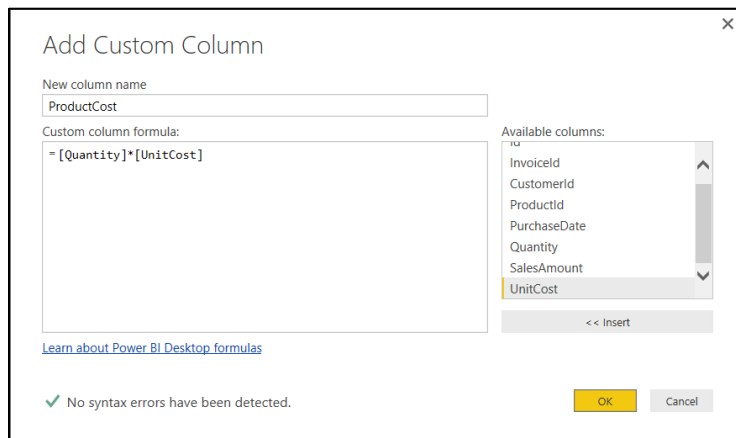 Add Custom Column
New column name
ProductCost
Custom column formula:
=[Quantity]*[UnitCost]
Available columns:
Id
InvoiceId
CustomerId
ProductId
PurchaseDate
Quantity
SalesAmount
UnitCost
<< Insert
Learn about Power BI Desktop formulas
No syntax errors have been detected.
OK
Cancel